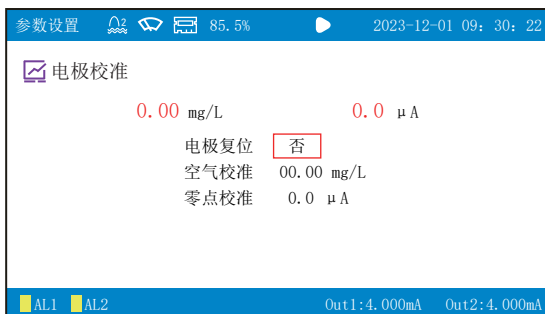 参数设置 2 85.5% 2023-12-01 09：30：22
电极校准
0.00 mg/L 0.0 μA
电极复位 否
空气校准 00.00 mg/L
零点校准 0.0 μA
AL1 AL2 Out1:4.000mA Out2:4.000mA